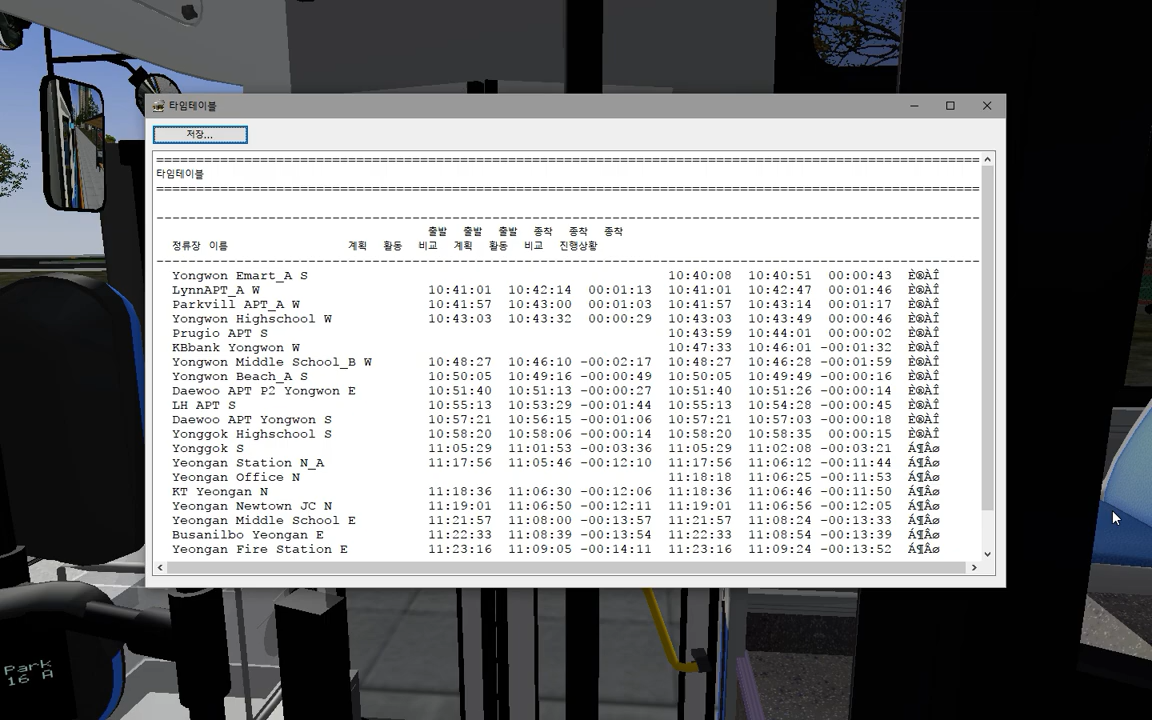 타임테이블
저장...
================================================================================
타임테이블
================================================================================
--------------------------------------------------------------------------------
출발 출발 출발 종착 종착 종착
정류장 이름 계획 활동 비교 계획 활동 비교 진행상황
--------------------------------------------------------------------------------
Yongwon Emart_A S 10:40:08 10:40:51 00:00:43 È®ÀÎ
LynnAPT_A W 10:41:01 10:42:14 00:01:13 10:41:01 10:42:47 00:01:46 È®ÀÎ
Parkvill APT_A W 10:41:57 10:43:00 00:01:03 10:41:57 10:43:14 00:01:17 È®ÀÎ
Yongwon Highschool W 10:43:03 10:43:32 00:00:29 10:43:03 10:43:49 00:00:46 È®ÀÎ
Prugio APT S 10:43:59 10:44:01 00:00:02 È®ÀÎ
KBbank Yongwon W 10:47:33 10:46:01 -00:01:32 È®ÀÎ
Yongwon Middle School_B W 10:48:27 10:46:10 -00:02:17 10:48:27 10:46:28 -00:01:59 È®ÀÎ
Yongwon Beach_A S 10:50:05 10:49:16 -00:00:49 10:50:05 10:49:49 -00:00:16 È®ÀÎ
Daewoo APT P2 Yongwon E 10:51:40 10:51:13 -00:00:27 10:51:40 10:51:26 -00:00:14 È®ÀÎ
LH APT S 10:55:13 10:53:29 -00:01:44 10:55:13 10:54:28 -00:00:45 È®ÀÎ
Daewoo APT Yongwon S 10:57:21 10:56:15 -00:01:06 10:57:21 10:57:03 -00:00:18 È®ÀÎ
Yonggok Highschool S 10:58:20 10:58:06 -00:00:14 10:58:20 10:58:35 00:00:15 È®ÀÎ
Yonggok S 11:05:29 11:01:53 -00:03:36 11:05:29 11:02:08 -00:03:21 Á¶Âø
Yeongan Station N_A 11:17:56 11:05:46 -00:12:10 11:17:56 11:06:12 -00:11:44 Á¶Âø
Yeongan Office N 11:18:18 11:06:25 -00:11:53 Á¶Âø
KT Yeongan N 11:18:36 11:06:30 -00:12:06 11:18:36 11:06:46 -00:11:50 Á¶Âø
Yeongan Newtown JC N 11:19:01 11:06:50 -00:12:11 11:19:01 11:06:56 -00:12:05 Á¶Âø
Yeongan Middle School E 11:21:57 11:08:00 -00:13:57 11:21:57 11:08:24 -00:13:33 Á¶Âø
Busanilbo Yeongan E 11:22:33 11:08:39 -00:13:54 11:22:33 11:08:54 -00:13:39 Á¶Âø
Yeongan Fire Station E 11:23:16 11:09:05 -00:14:11 11:23:16 11:09:24 -00:13:52 Á¶Âø
Park
16 A